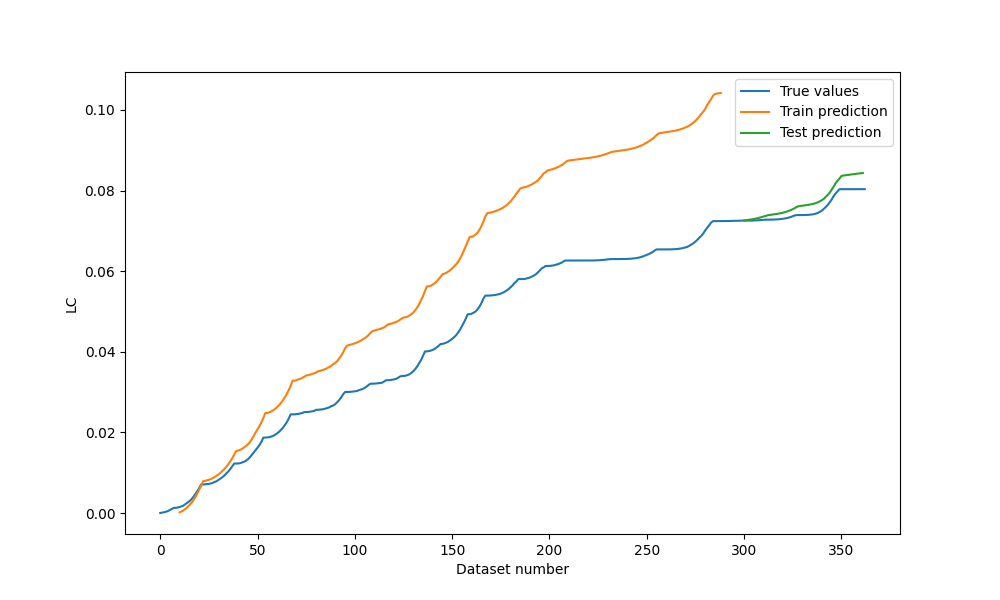 True values
Train prediction
Test prediction
0.10
0.08
0.06
0.04
0.02
0.00
LC
0 50 100 150 200 250 300 350
Dataset number